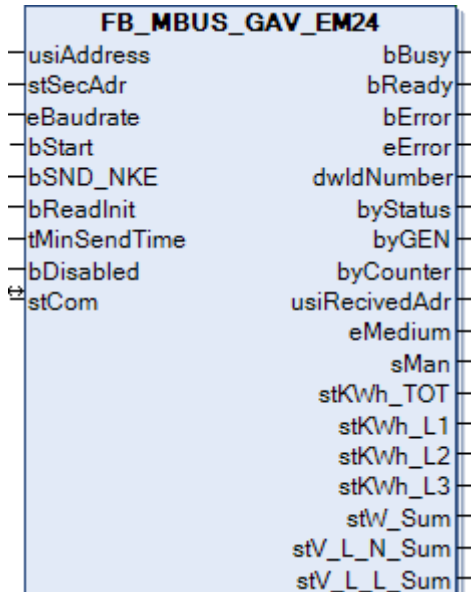 FB_MBUS_GAV_EM24
usiAddress bBusy
stSecAdr bReady
eBaudrate bError
bStart eError
bSND_NKE dwIdNumber
bReadInit byStatus
tMinSendTime byGEN
bDisabled byCounter
stCom usiRecivedAdr
eMedium
sMan
stKWh_TOT
stKWh_L1
stKWh_L2
stKWh_L3
stW_Sum
stV_L_N_Sum
stV_L_L_Sum